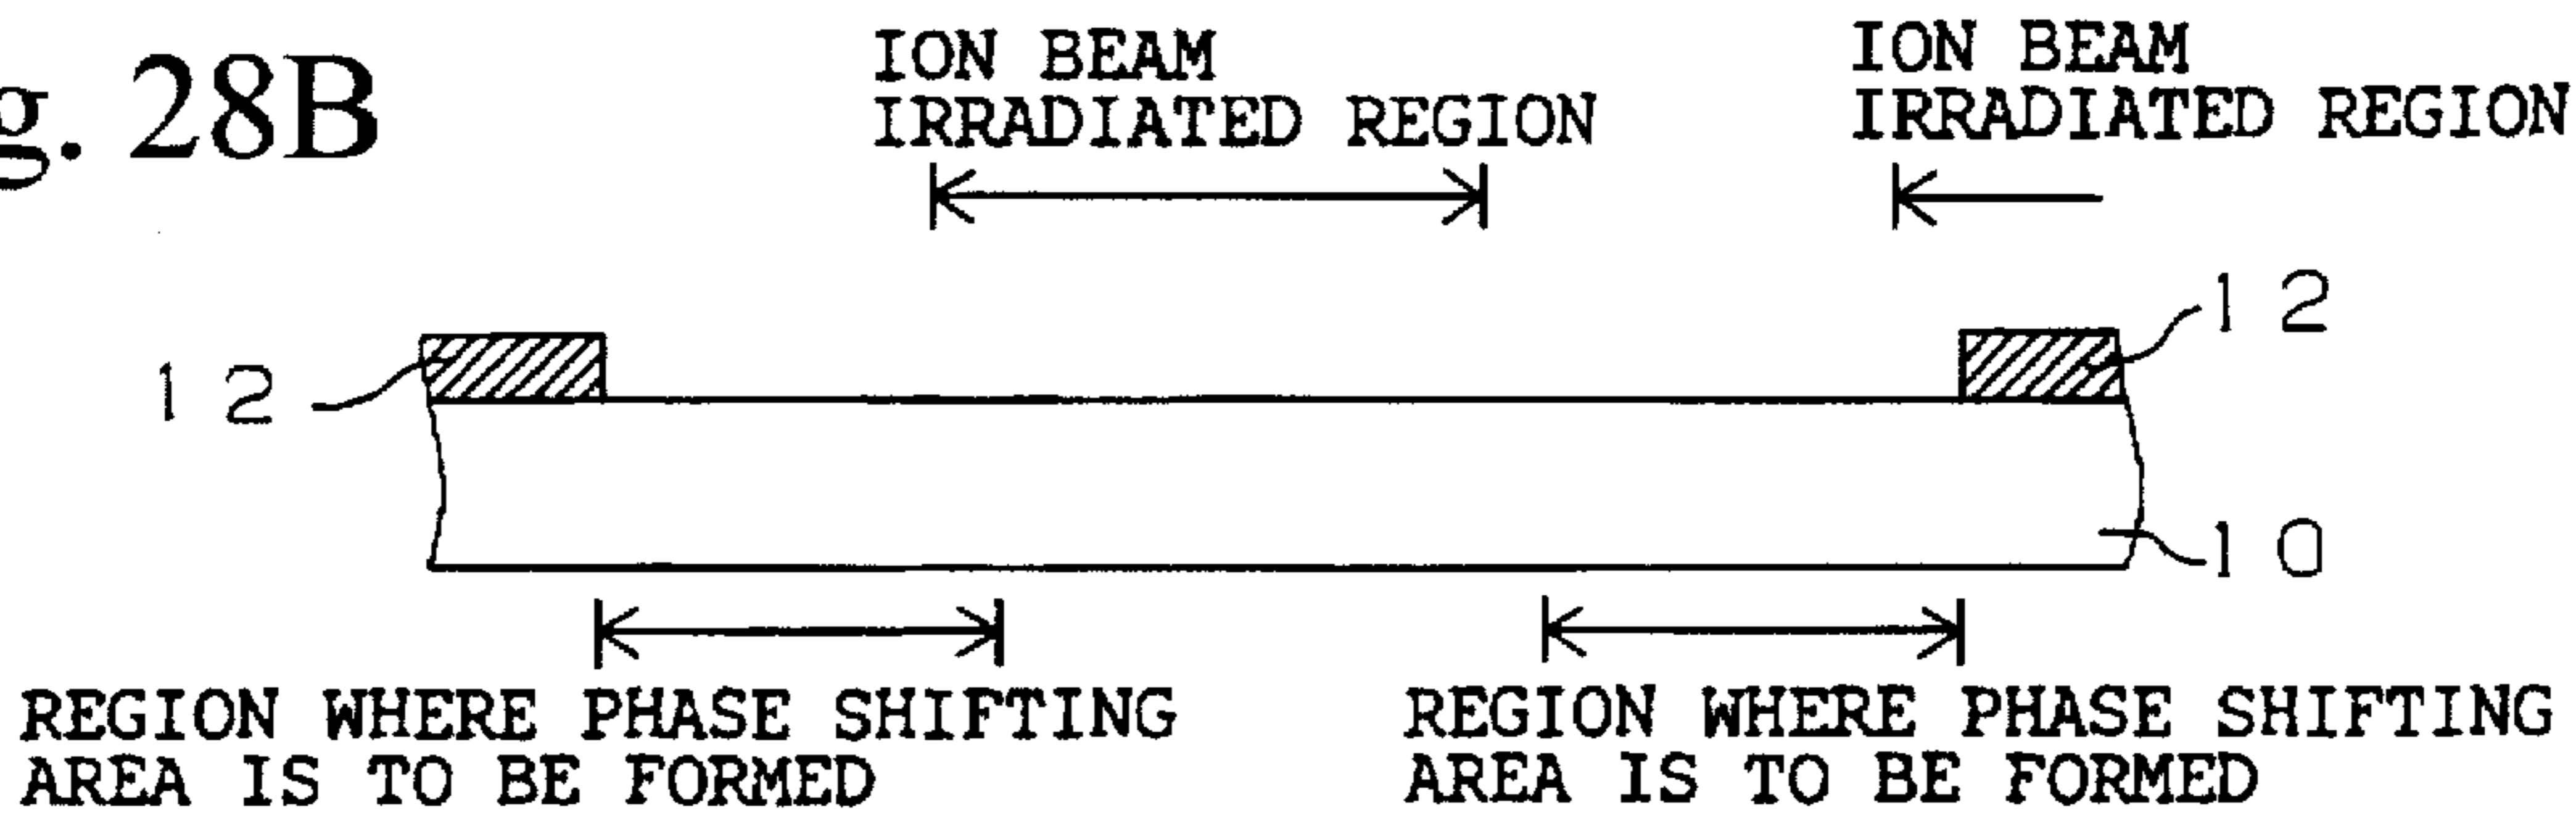 g. 28B
ION BEAM
IRRADIATED REGION
ION BEAM
IRRADIATED REGION
12
12
10
REGION WHERE PHASE SHIFTING
AREA IS TO BE FORMED
REGION WHERE PHASE SHIFTING
AREA IS TO BE FORMED